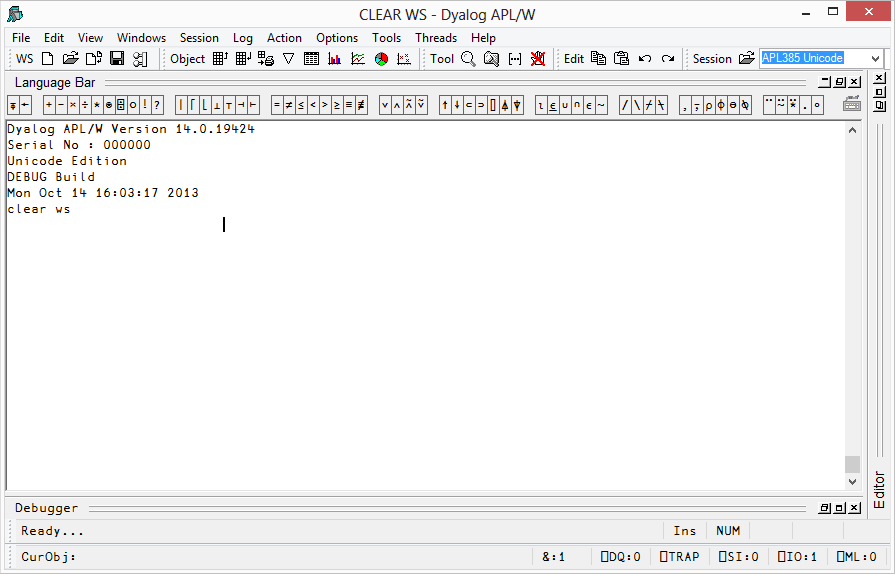 CLEAR WS - Dyalog APL/W
File Edit View Windows Session Log Action Options Tools Threads Help
WS Object Tool Edit Session APL385 Unicode
Language Bar
+ - × ÷ * ⍟ ⌹ ○ ! ? | ⌈ ⌊ ⊥ ⊤ ⊣ ⊢ = ≠ ≤ < > ≥ ≡ ≢ ∨ ∧ ⍲ ⍱ ↑ ↓ ⊂ ⊃ ⌷ ⍋ ⍒ ⍳ ⍷ ∪ ∩ ∊ ~ / \ ⌿ ⍀ , ⍪ ⍴ ⌽ ⊖ ⍉ ¨ ⍨ ⍣ . ∘
Dyalog APL/W Version 14.0.19424
Serial No : 000000
Unicode Edition
DEBUG Build
Mon Oct 14 16:03:17 2013
clear ws
Editor
Debugger
Ready... Ins NUM
CurObj: &:1 ⎕DQ:0 ⎕TRAP ⎕SI:0 ⎕IO:1 ⎕ML:0